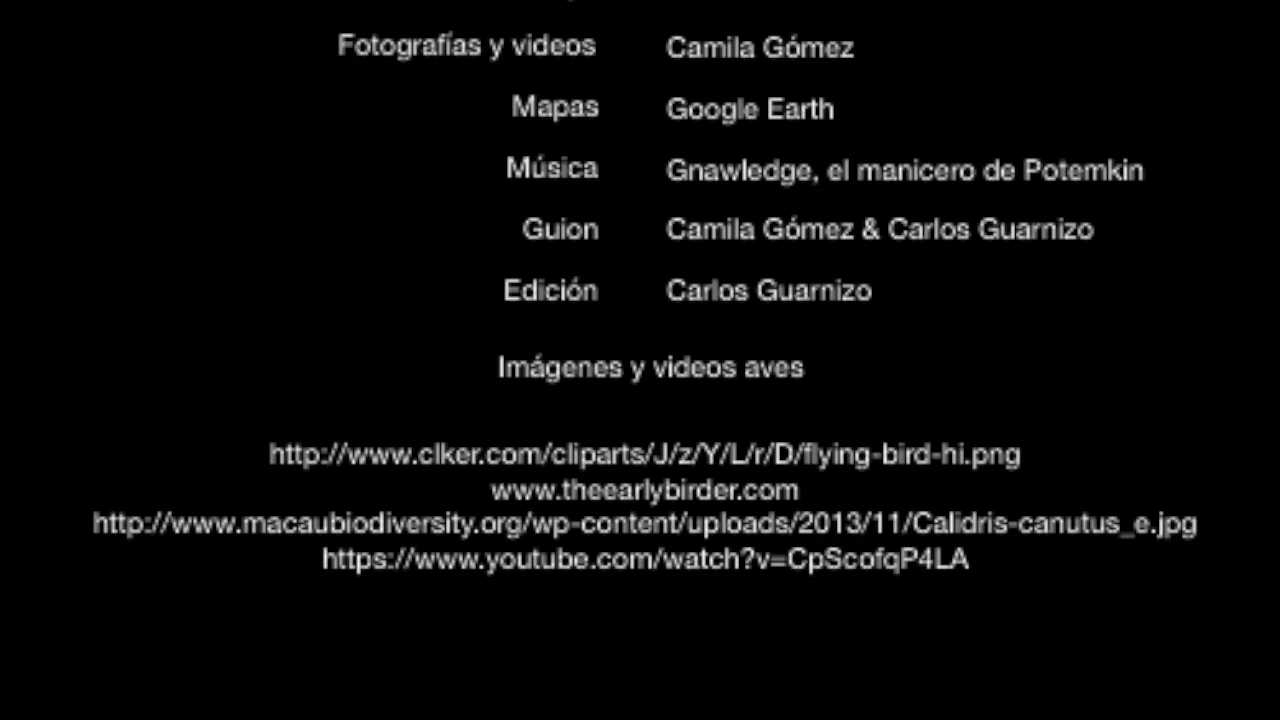 Fotografías y videos Camila Gómez
Mapas Google Earth
Música Gnawledge, el manicero de Potemkin
Guion Camila Gómez & Carlos Guarnizo
Edición Carlos Guarnizo
Imágenes y videos aves
http://www.clker.com/cliparts/J/z/Y/L/r/D/flying-bird-hi.png
www.theearlybirder.com
http://www.macaubiodiversity.org/wp-content/uploads/2013/11/Calidris-canutus_e.jpg
https://www.youtube.com/watch?v=CpScofqP4LA